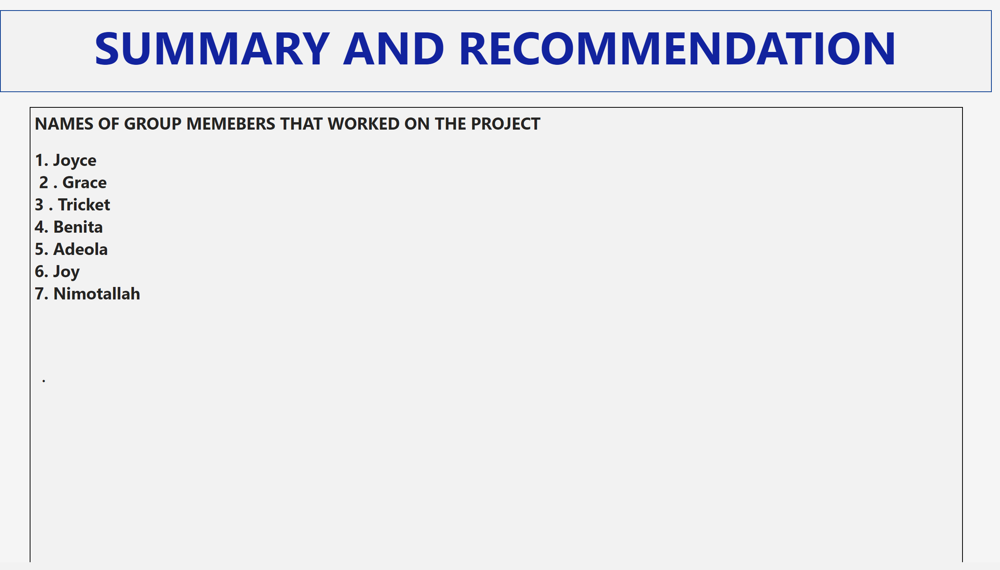 SUMMARY AND RECOMMENDATION
NAMES OF GROUP MEMEBERS THAT WORKED ON THE PROJECT
1. Joyce
2 . Grace
3 . Tricket
4. Benita
5. Adeola
6. Joy
7. Nimotallah
.